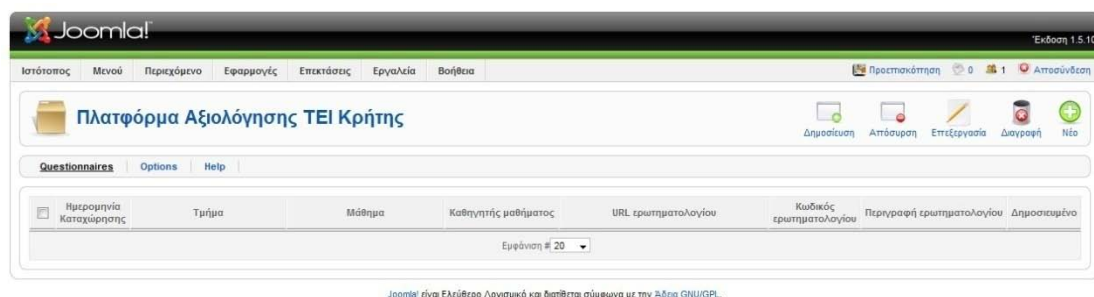 Joomla!
Έκδοση 1.5.10
Ιστότοπος Μενού Περιεχόμενο Εφαρμογές Επεκτάσεις Εργαλεία Βοήθεια Προεπισκόπηση 0 1 Αποσύνδεση
Πλατφόρμα Αξιολόγησης ΤΕΙ Κρήτης
Δημοσίευση Απόσυρση Επεξεργασία Διαγραφή Νέο
Questionnaires Options Help
Ημερομηνία Καταχώρησης Τμήμα Μάθημα Καθηγητής μαθήματος URL ερωτηματολογίου Κωδικός ερωτηματολογίου Περιγραφή ερωτηματολογίου Δημοσιευμένο
Εμφάνιση # 20
Joomla! είναι Ελεύθερο Λογισμικό και διατίθεται σύμφωνα με την Άδεια GNU/GPL.